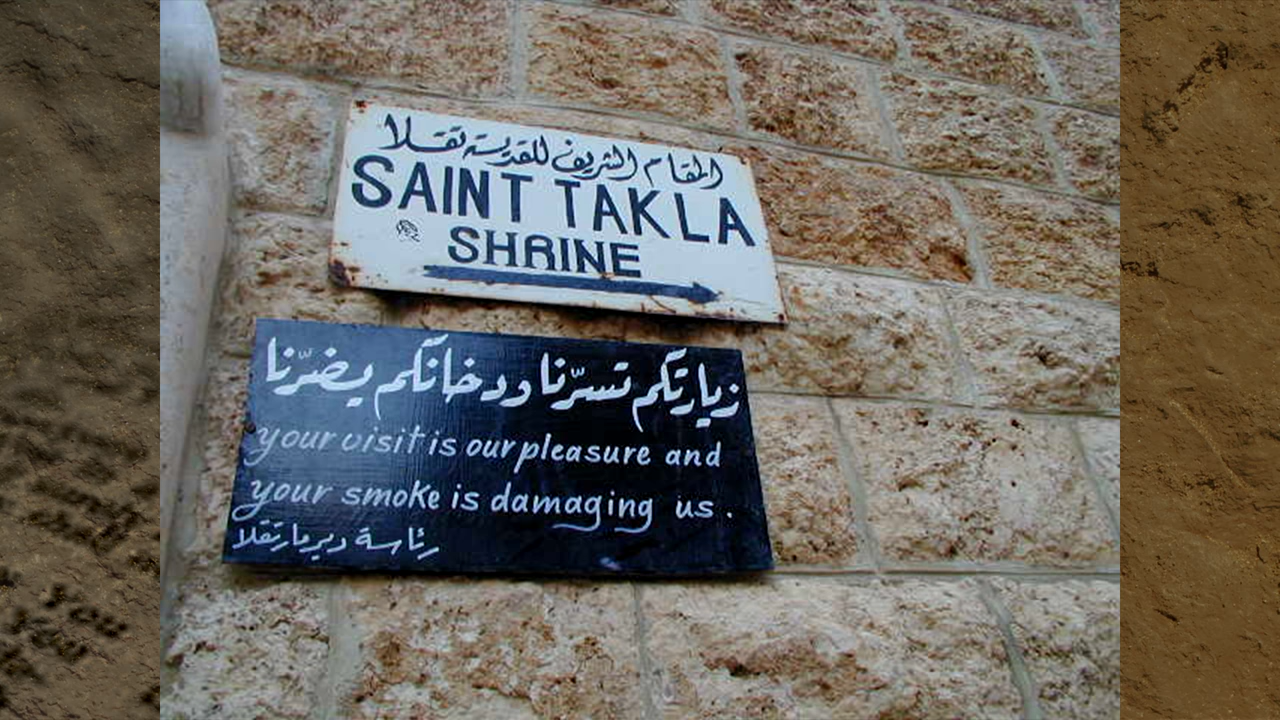 المقام الشريف للقديسة تقلا
SAINT TAKLA
SHRINE
زيارتكم تسرّنا ودخانكم يضرّنا
your visit is our pleasure and
your smoke is damaging us.
رئاسة دير مار تقلا